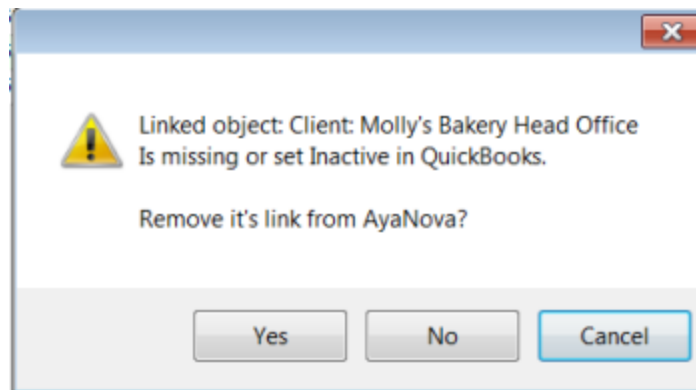 Linked object: Client: Molly's Bakery Head Office
Is missing or set Inactive in QuickBooks.
Remove it's link from AyaNova?
Yes
No
Cancel